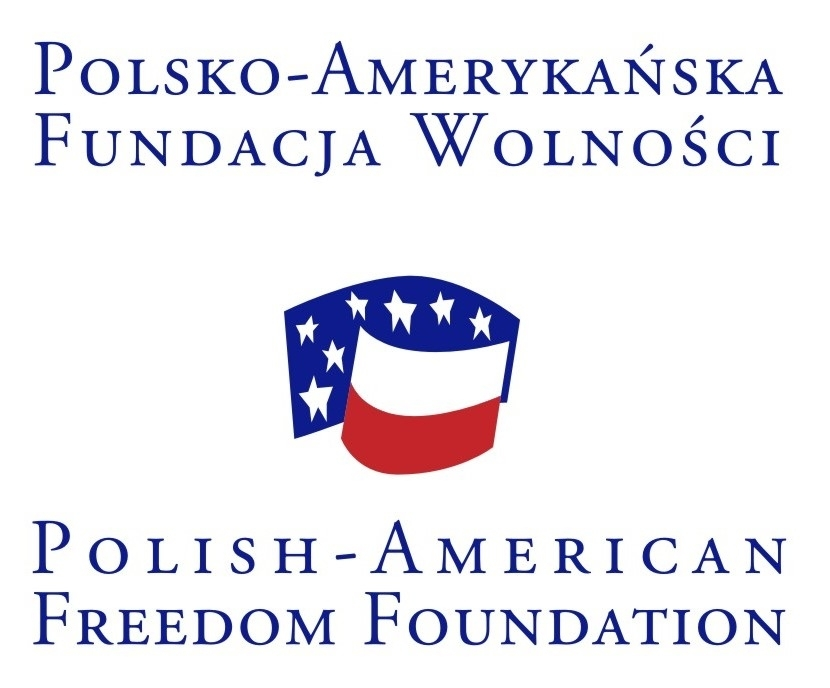 Polsko-Amerykańska
Fundacja Wolności
Polish-American
Freedom Foundation